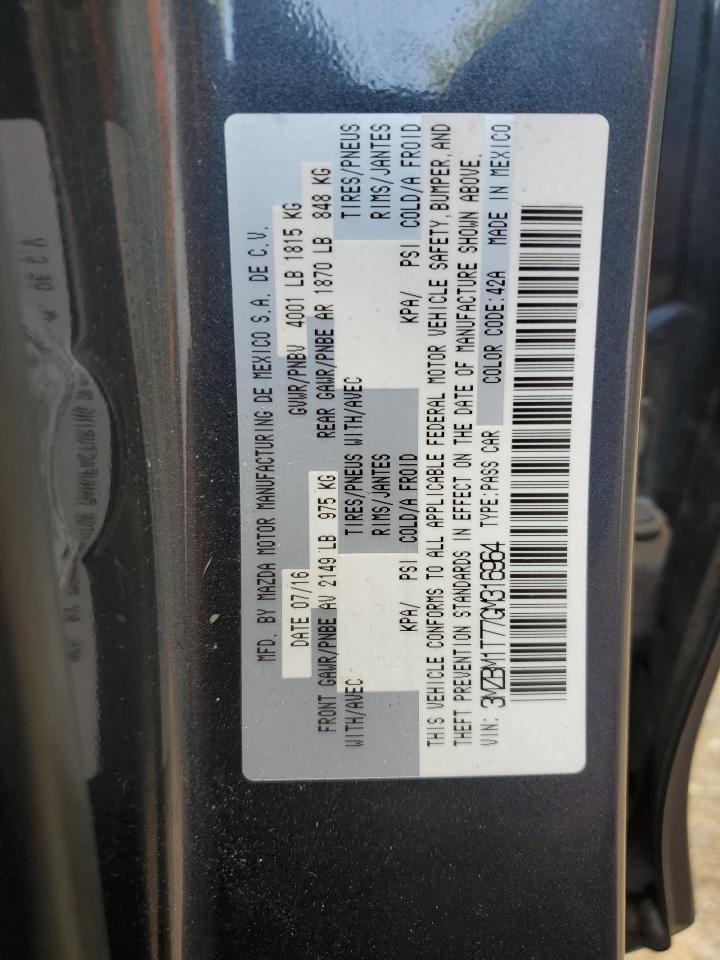 MFD. BY MAZDA MOTOR MANUFACTURING DE MEXICO S.A. DE C.V.
DATE 07/16 GVWR/PNBV 4001 LB 1815 KG
FRONT GAWR/PNBE AV 2149 LB 975 KG REAR GAWR/PNBE AR 1870 LB 848 KG
WITH/AVEC TIRES/PNEUS WITH/AVEC TIRES/PNEUS
RIMS/JANTES RIMS/JANTES
KPA/ PSI COLD/A FROID KPA/ PSI COLD/A FROID
THIS VEHICLE CONFORMS TO ALL APPLICABLE FEDERAL MOTOR VEHICLE SAFETY, BUMPER, AND
THEFT PREVENTION STANDARDS IN EFFECT ON THE DATE OF MANUFACTURE SHOWN ABOVE.
VIN: 3MZBM1T77GM316964 TYPE:PASS CAR COLOR CODE:42A MADE IN MEXICO